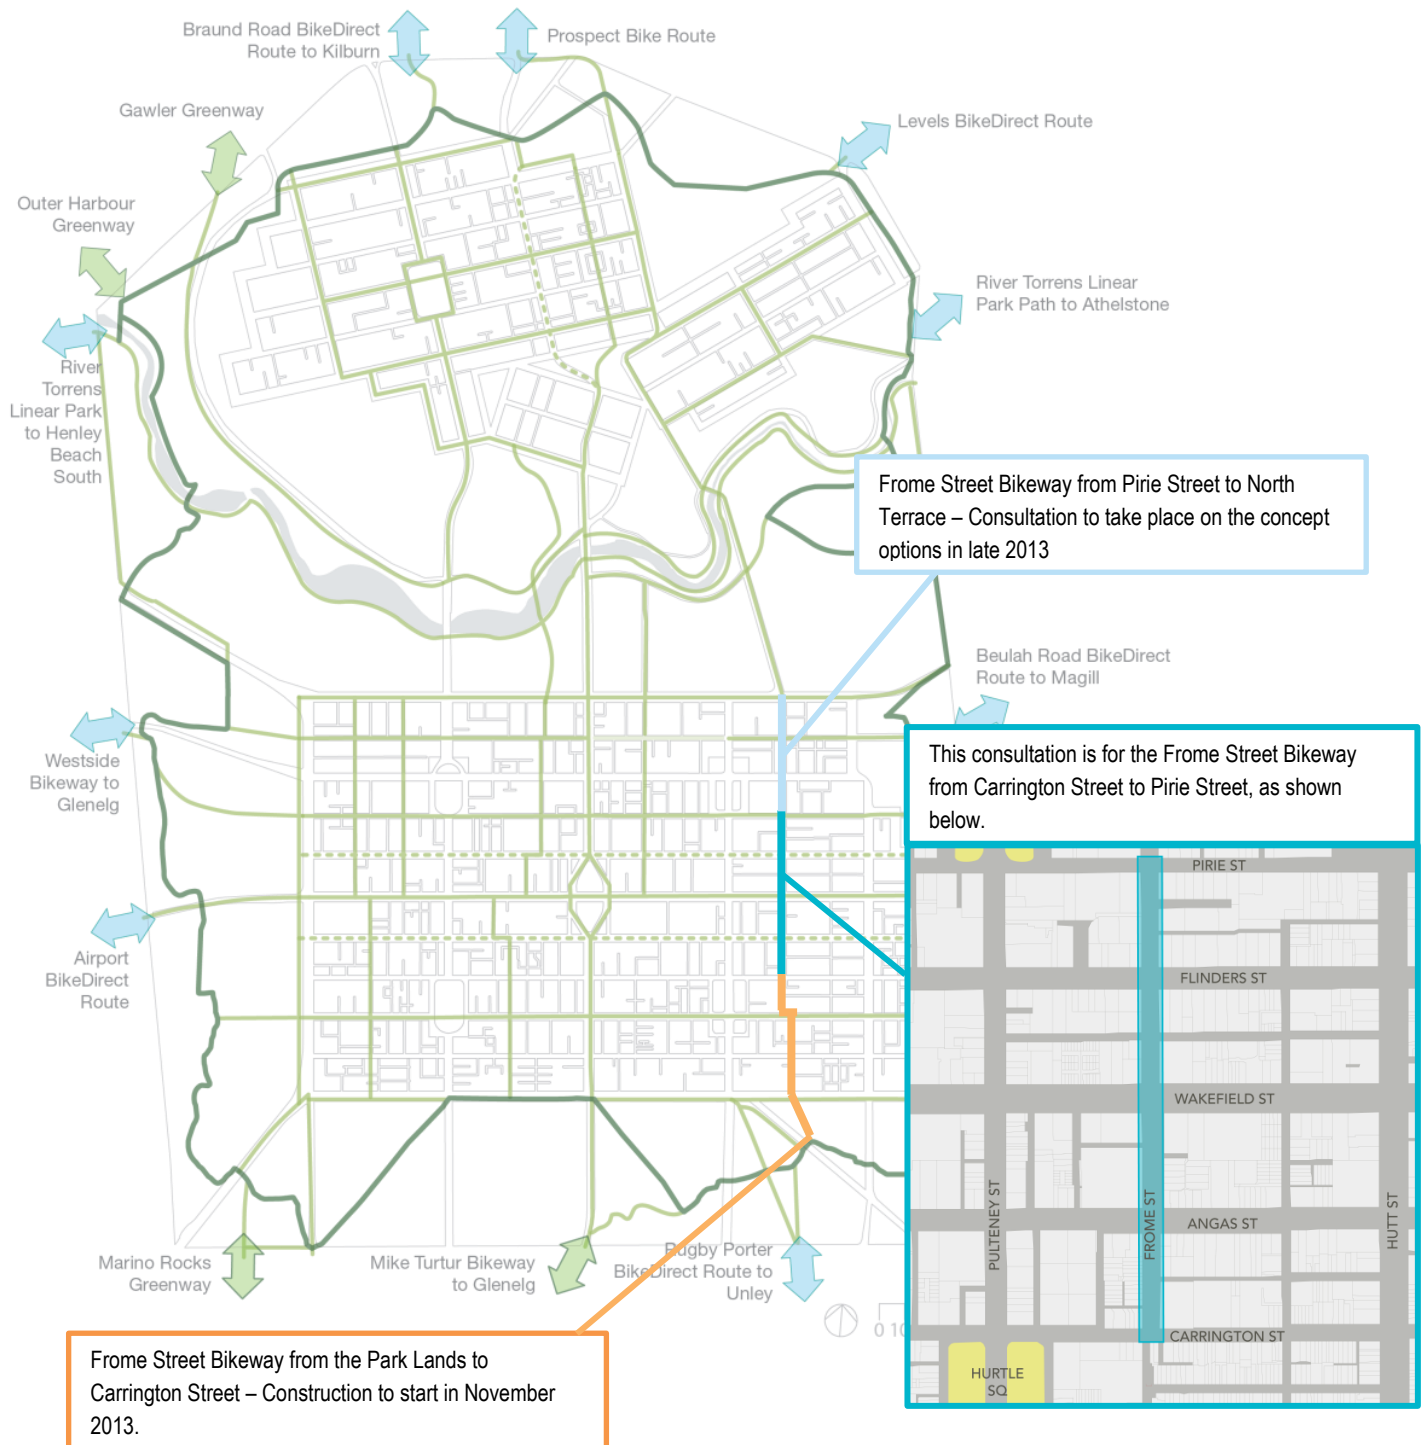 Braund Road BikeDirect
Route to Kilburn
Prospect Bike Route
Gawler Greenway
Levels BikeDirect Route
Outer Harbour
Greenway
River Torrens Linear
Park Path to Athelstone
River
Torrens
Linear Park
to Henley
Beach
South
Frome Street Bikeway from Pirie Street to North
Terrace – Consultation to take place on the concept
options in late 2013
Beulah Road BikeDirect
Route to Magill
Westside
Bikeway to
Glenelg
This consultation is for the Frome Street Bikeway
from Carrington Street to Pirie Street, as shown
below.
PIRIE ST
FLINDERS ST
WAKEFIELD ST
PULTENEY ST
FROME ST
ANGAS ST
HUTT ST
CARRINGTON ST
HURTLE
SQ
Airport
BikeDirect
Route
Marino Rocks
Greenway
Mike Turtur Bikeway
to Glenelg
Rugby Porter
BikeDirect Route to
Unley
0 10
Frome Street Bikeway from the Park Lands to
Carrington Street – Construction to start in November
2013.